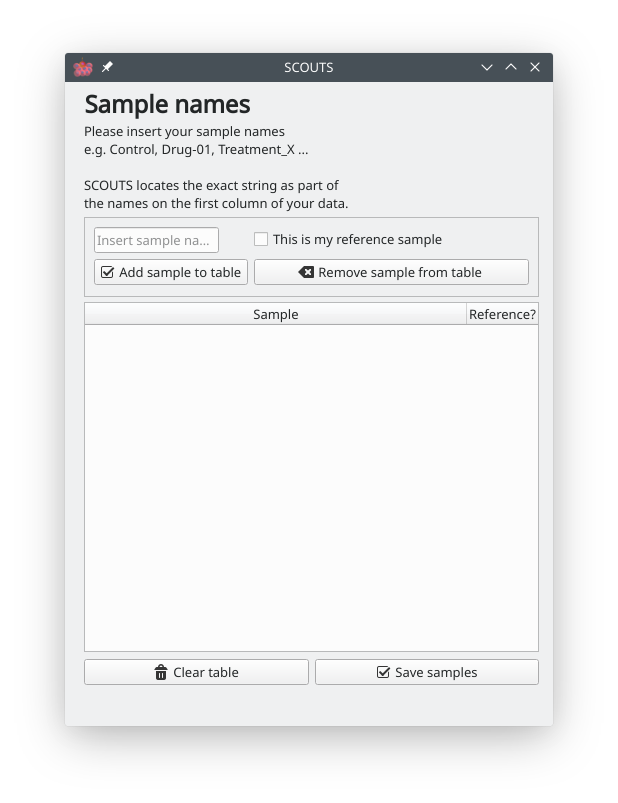 SCOUTS
Sample names
Please insert your sample names
e.g. Control, Drug-01, Treatment_X ...
SCOUTS locates the exact string as part of
the names on the first column of your data.
Insert sample na...
This is my reference sample
Add sample to table
Remove sample from table
Sample
Reference?
Clear table
Save samples